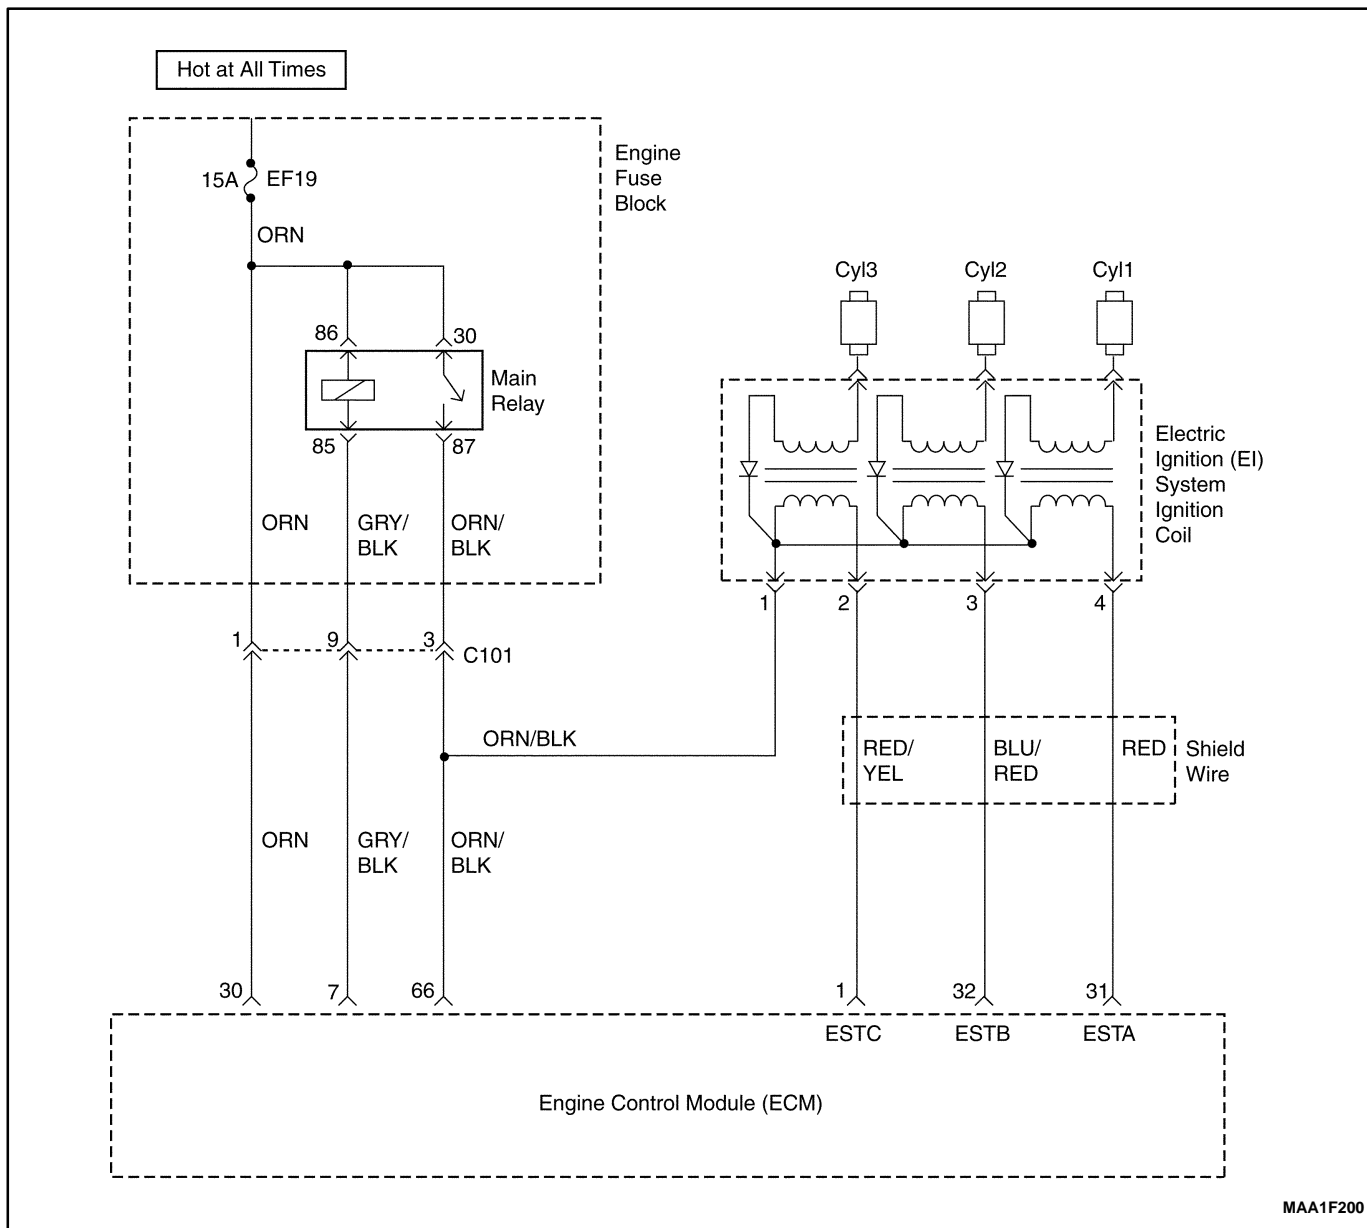 Hot at All Times
Engine
Fuse
Block
15A
EF19
ORN
Cyl3
Cyl2
Cyl1
86
30
Main
Relay
85
87
Electric
Ignition (EI)
System
Ignition
Coil
ORN
GRY/
BLK
ORN/
BLK
1
2
3
4
1
9
3
C101
ORN/BLK
RED/
YEL
BLU/
RED
RED
Shield
Wire
ORN
GRY/
BLK
ORN/
BLK
30
7
66
1
32
31
ESTC
ESTB
ESTA
Engine Control Module (ECM)
MAA1F200